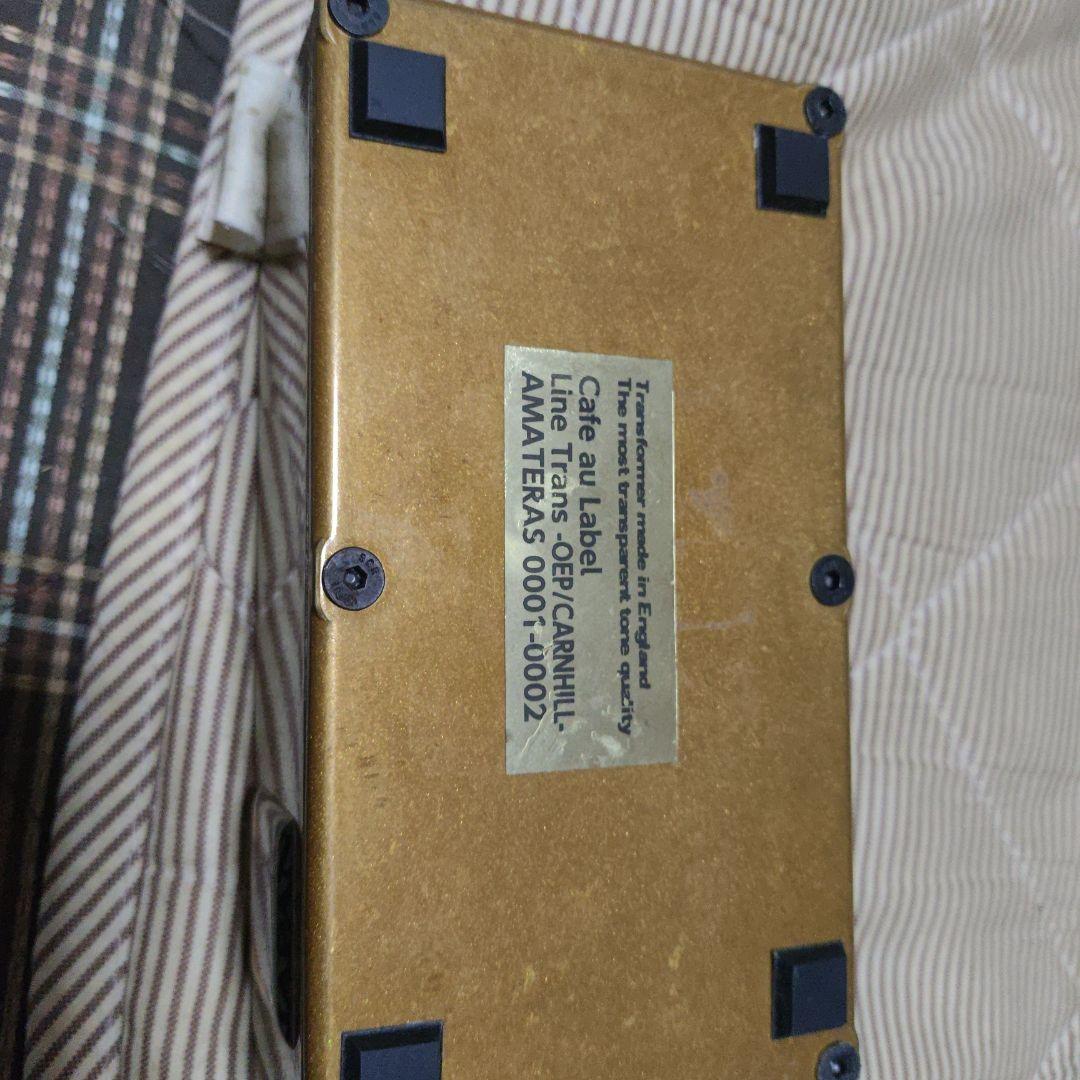 Transformer made in England
The most transparent tone quality
Cafe au Label
Line Trans -OEP/CARNHILL-
AMATERAS 0001-0002